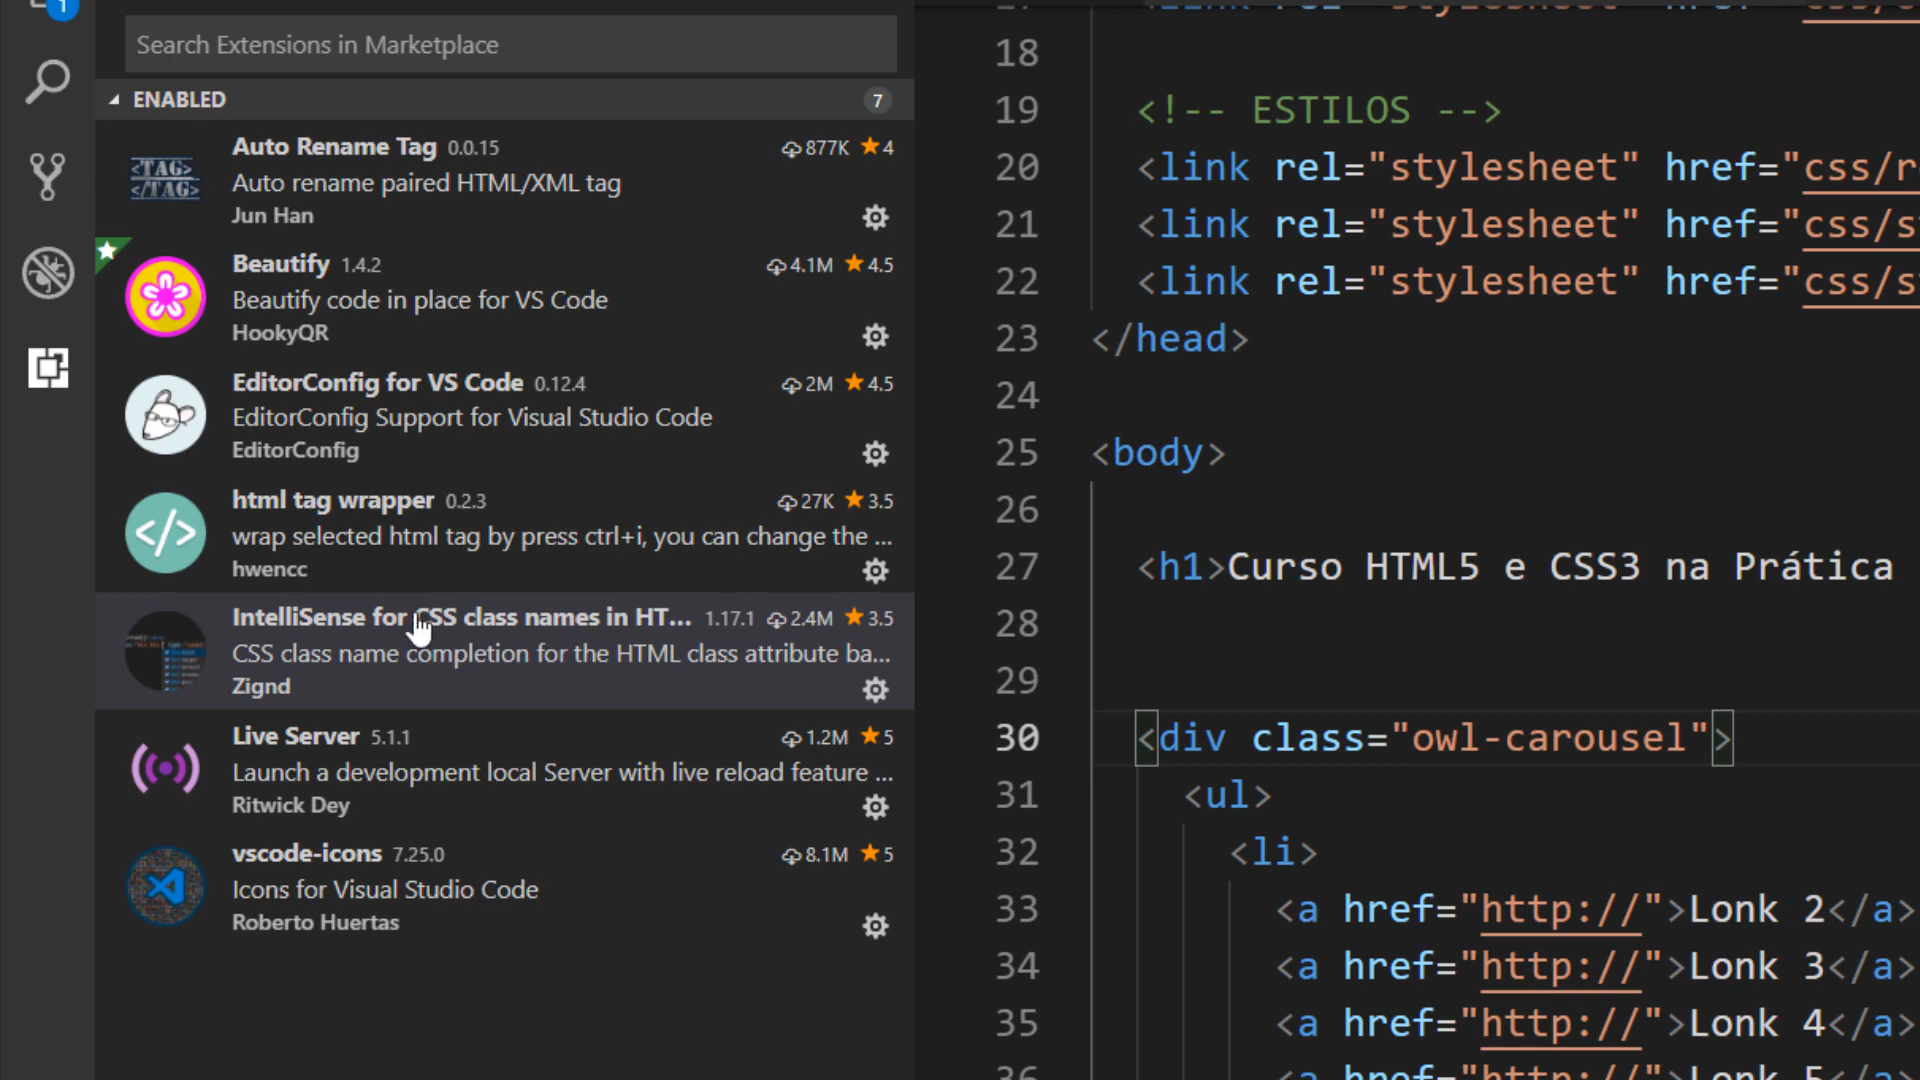 1
Search Extensions in Marketplace
ENABLED 7
<TAG>
</TAG>
Auto Rename Tag 0.0.15 877K 4
Auto rename paired HTML/XML tag
Jun Han
Beautify 1.4.2 4.1M 4.5
Beautify code in place for VS Code
HookyQR
EditorConfig for VS Code 0.12.4 2M 4.5
EditorConfig Support for Visual Studio Code
EditorConfig
</>
html tag wrapper 0.2.3 27K 3.5
wrap selected html tag by press ctrl+i, you can change the ...
hwencc
IntelliSense for CSS class names in HT... 1.17.1 2.4M 3.5
CSS class name completion for the HTML class attribute ba...
Zignd
Live Server 5.1.1 1.2M 5
Launch a development local Server with live reload feature ...
Ritwick Dey
vscode-icons 7.25.0 8.1M 5
Icons for Visual Studio Code
Roberto Huertas
18
19 <!-- ESTILOS -->
20 <link rel="stylesheet" href="css/r
21 <link rel="stylesheet" href="css/s
22 <link rel="stylesheet" href="css/s
23 </head>
24
25 <body>
26
27 <h1>Curso HTML5 e CSS3 na Prática
28
29
30 <div class="owl-carousel">
31 <ul>
32 <li>
33 <a href="http://">Lonk 2</a>
34 <a href="http://">Lonk 3</a>
35 <a href="http://">Lonk 4</a>
36 <a href="http://">Lonk 5</a>